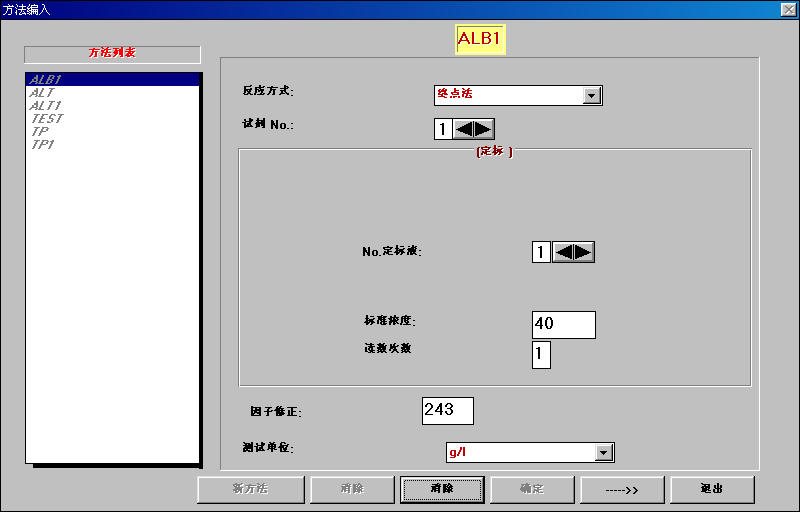 方法编入
ALB1
方法列表
ALB1
ALT
ALT1
TEST
TP
TP1
反应方式:
终点法
试剂 No.:
1
(定标 )
No.定标液:
1
标准浓度:
40
读数次数
1
因子修正:
243
测试单位:
g/l
新方法
消除
消除
确定
----->>
退出